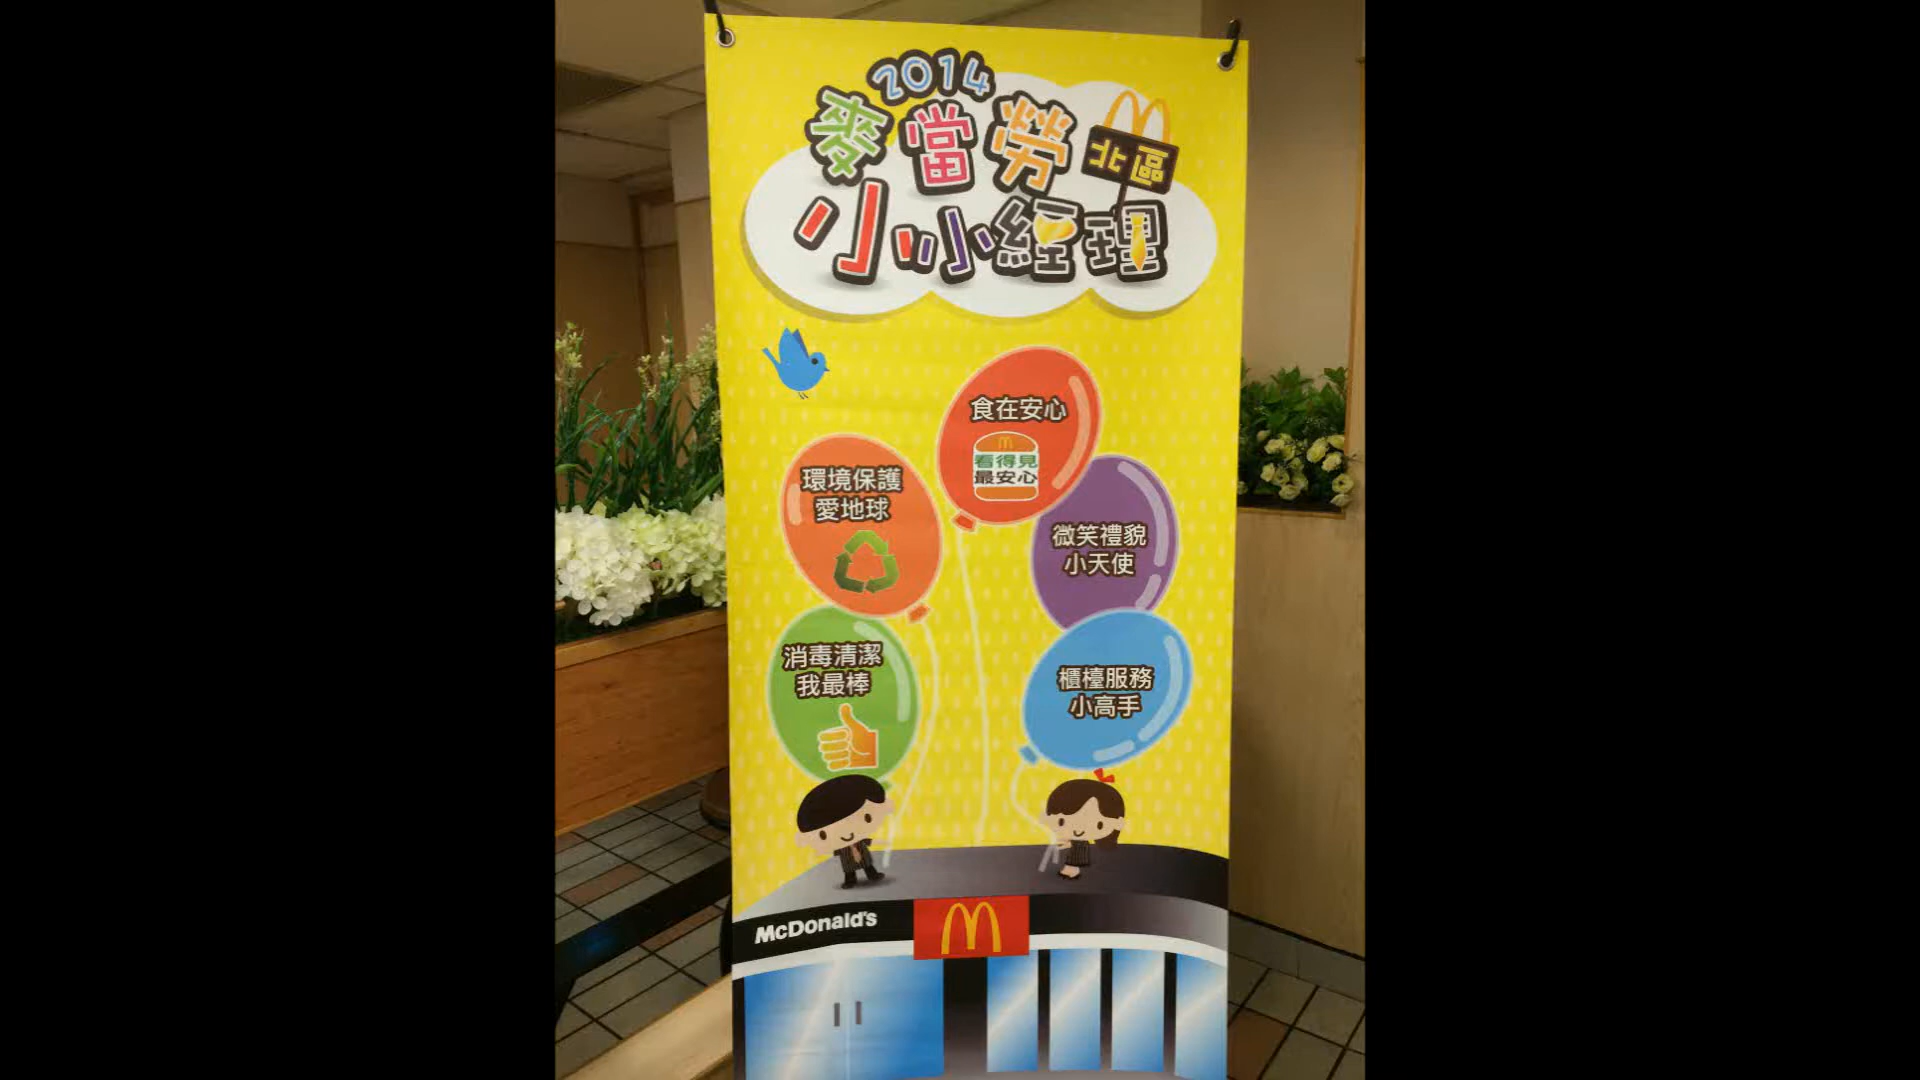 2014
麥當勞
北區
小小經理
食在安心
看得見
最安心
環境保護
愛地球
微笑禮貌
小天使
消毒清潔
我最棒
櫃檯服務
小高手
McDonald's